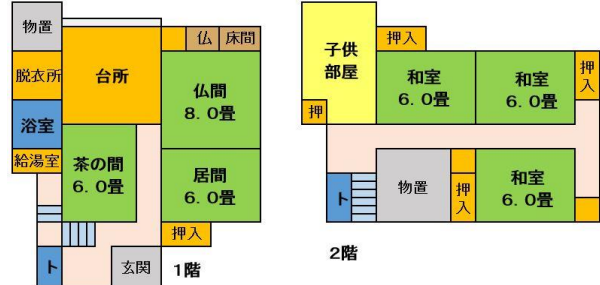 物置
脱衣所
浴室
給湯室
台所
茶の間
6.0畳
仏
床間
仏間
8.0畳
居間
6.0畳
押入
ト
玄関
1階
子供
部屋
押
押入
和室
6.0畳
和室
6.0畳
押
入
ト
物置
押
入
和室
6.0畳
2階